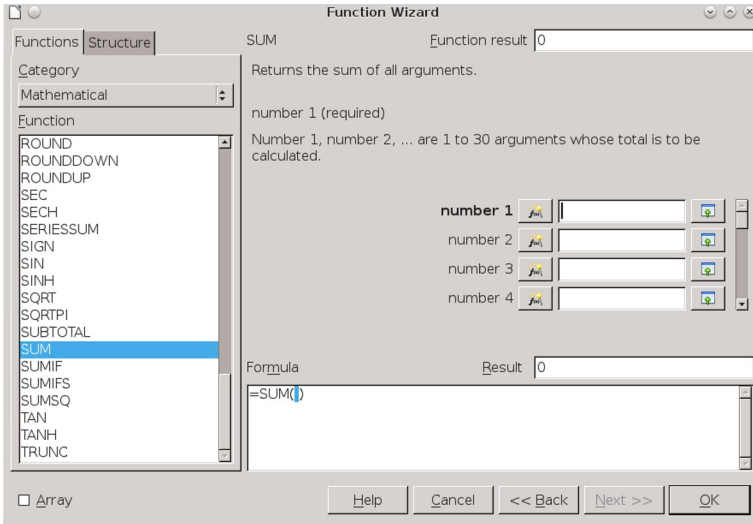 Function Wizard
Functions Structure
Category
Mathematical
Function
ROUND
ROUNDDOWN
ROUNDUP
SEC
SECH
SERIESSUM
SIGN
SIN
SINH
SQRT
SQRTPI
SUBTOTAL
SUM
SUMIF
SUMIFS
SUMSQ
TAN
TANH
TRUNC
SUM Function result 0
Returns the sum of all arguments.
number 1 (required)
Number 1, number 2, ... are 1 to 30 arguments whose total is to be
calculated.
number 1
number 2
number 3
number 4
Formula Result 0
=SUM()
Array Help Cancel << Back Next >> OK